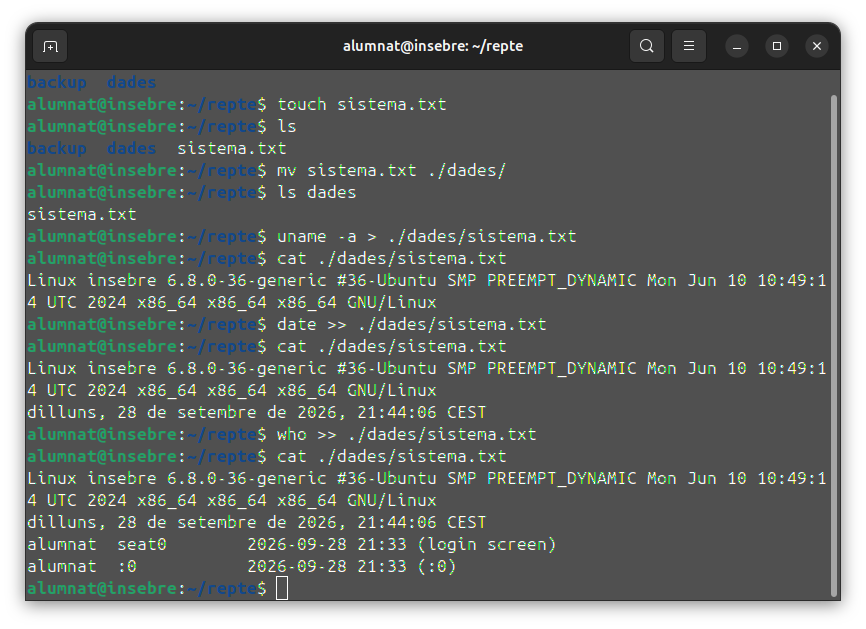 alumnat@insebre: ~/repte
backup  dades
alumnat@insebre:~/repte$ touch sistema.txt
alumnat@insebre:~/repte$ ls
backup  dades  sistema.txt
alumnat@insebre:~/repte$ mv sistema.txt ./dades/
alumnat@insebre:~/repte$ ls dades
sistema.txt
alumnat@insebre:~/repte$ uname -a > ./dades/sistema.txt
alumnat@insebre:~/repte$ cat ./dades/sistema.txt
Linux insebre 6.8.0-36-generic #36-Ubuntu SMP PREEMPT_DYNAMIC Mon Jun 10 10:49:1
4 UTC 2024 x86_64 x86_64 x86_64 GNU/Linux
alumnat@insebre:~/repte$ date >> ./dades/sistema.txt
alumnat@insebre:~/repte$ cat ./dades/sistema.txt
Linux insebre 6.8.0-36-generic #36-Ubuntu SMP PREEMPT_DYNAMIC Mon Jun 10 10:49:1
4 UTC 2024 x86_64 x86_64 x86_64 GNU/Linux
dilluns, 28 de setembre de 2026, 21:44:06 CEST
alumnat@insebre:~/repte$ who >> ./dades/sistema.txt
alumnat@insebre:~/repte$ cat ./dades/sistema.txt
Linux insebre 6.8.0-36-generic #36-Ubuntu SMP PREEMPT_DYNAMIC Mon Jun 10 10:49:1
4 UTC 2024 x86_64 x86_64 x86_64 GNU/Linux
dilluns, 28 de setembre de 2026, 21:44:06 CEST
alumnat  seat0        2026-09-28 21:33 (login screen)
alumnat  :0           2026-09-28 21:33 (:0)
alumnat@insebre:~/repte$